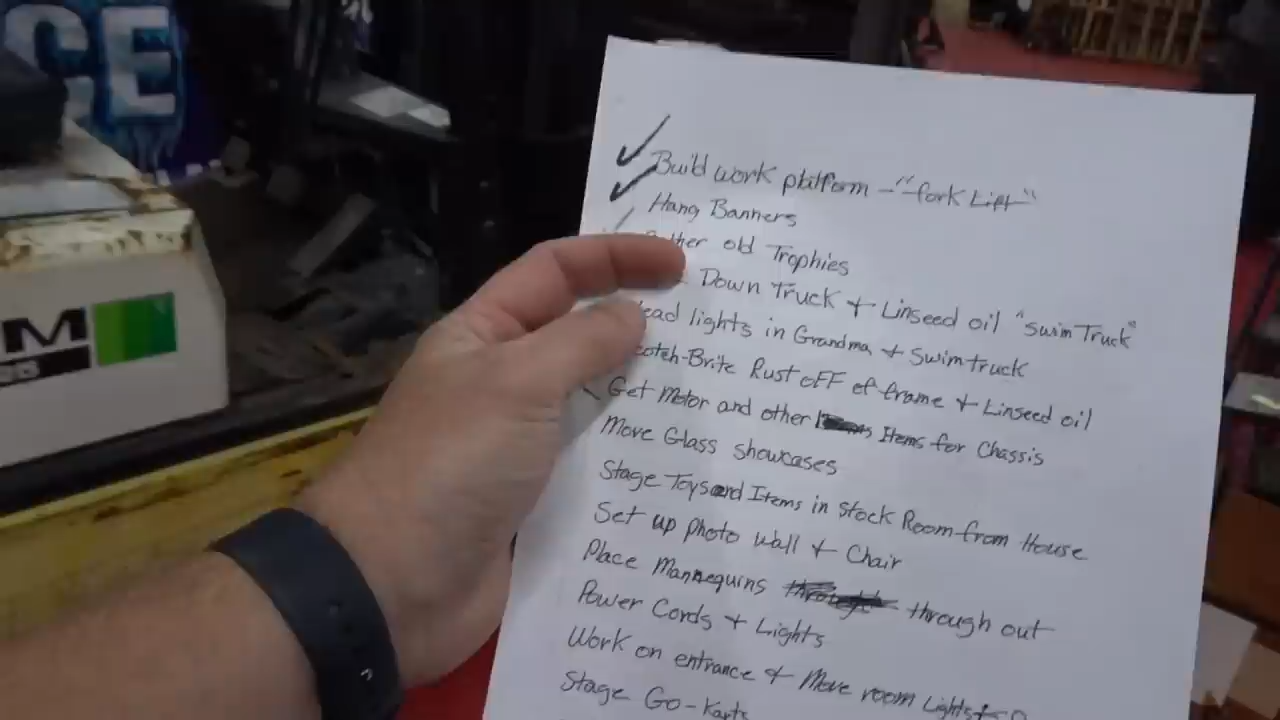 CE
M
Build work platform - "fork Lift"
Hang Banners
old Trophies
Down Truck + Linseed oil "swim Truck"
lights in Grandma + Swimtruck
Rust oFF of frame + Linseed oil
Get Motor and other Items for Chassis
Move Glass showcases
Stage Toys and Items in Stock Room from House
Set up photo wall + Chair
Place Mannequins through out
Power Cords + Lights
Work on entrance + Move room Lights
Stage Go-Karts